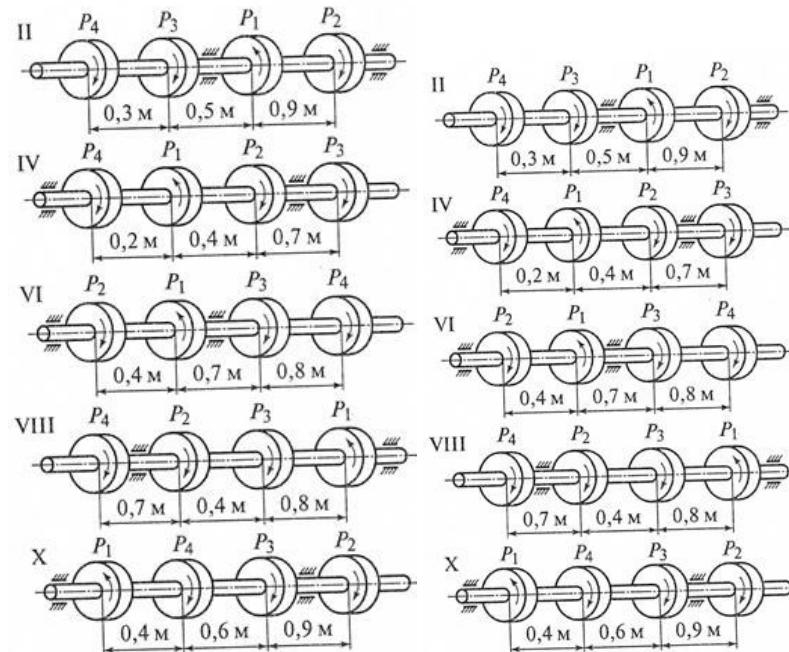 II
P4 P3 P1 P2
0,3 м 0,5 м 0,9 м
IV
P4 P1 P2 P3
0,2 м 0,4 м 0,7 м
VI
P2 P1 P3 P4
0,4 м 0,7 м 0,8 м
VIII
P4 P2 P3 P1
0,7 м 0,4 м 0,8 м
X
P1 P4 P3 P2
0,4 м 0,6 м 0,9 м
II
P4 P3 P1 P2
0,3 м 0,5 м 0,9 м
IV
P4 P1 P2 P3
0,2 м 0,4 м 0,7 м
VI
P2 P1 P3 P4
0,4 м 0,7 м 0,8 м
VIII
P4 P2 P3 P1
0,7 м 0,4 м 0,8 м
X
P1 P4 P3 P2
0,4 м 0,6 м 0,9 м